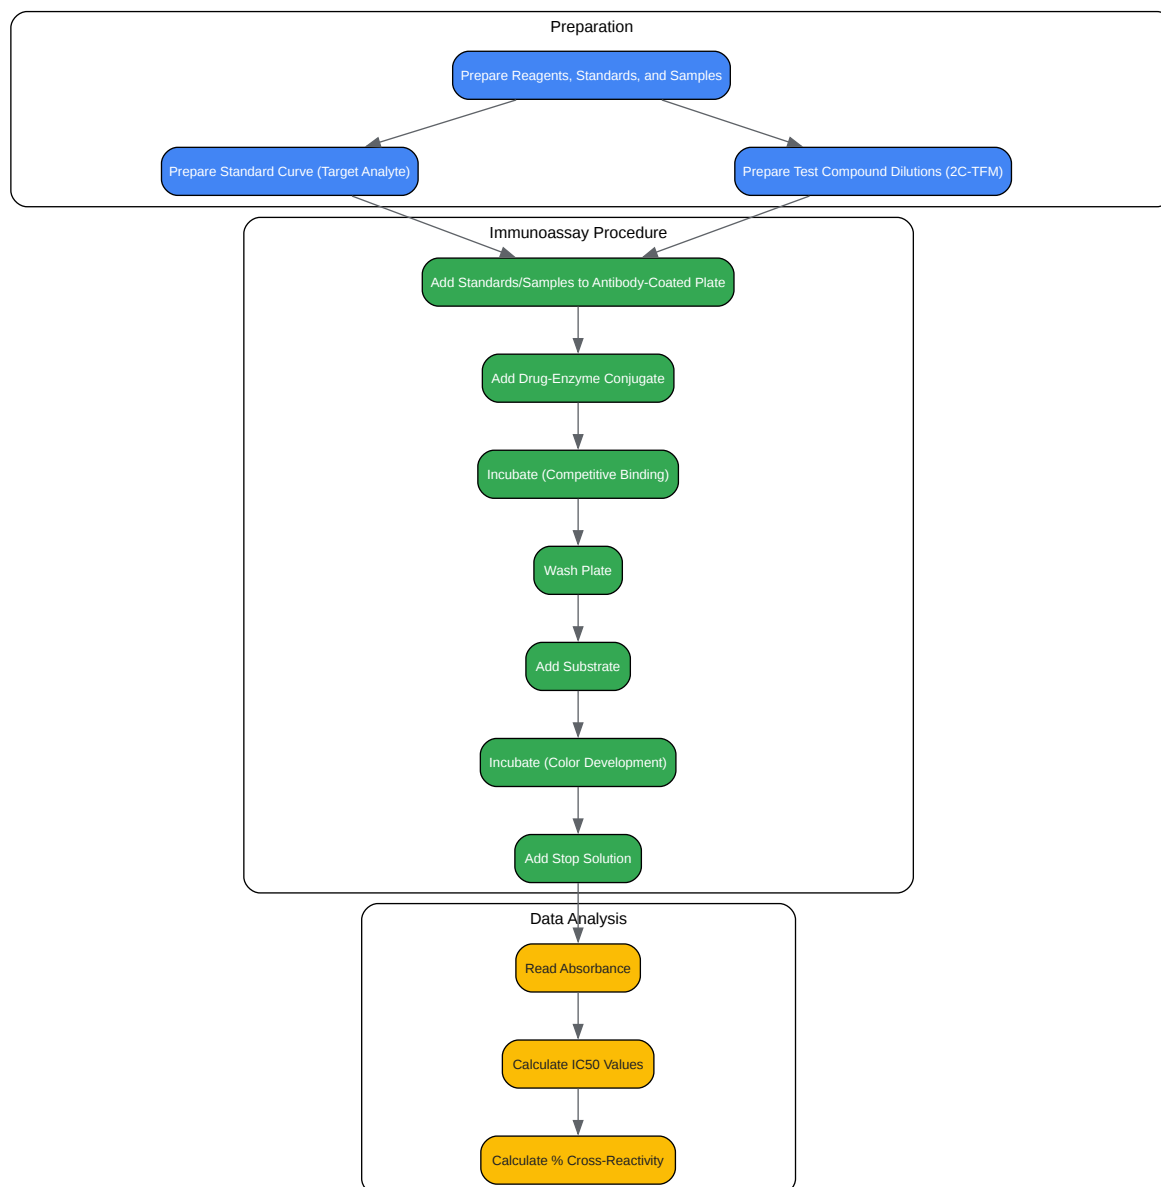 Preparation
Prepare Reagents, Standards, and Samples
Prepare Standard Curve (Target Analyte)
Prepare Test Compound Dilutions (2C-TFM)
Immunoassay Procedure
Add Standards/Samples to Antibody-Coated Plate
Add Drug-Enzyme Conjugate
Incubate (Competitive Binding)
Wash Plate
Add Substrate
Incubate (Color Development)
Add Stop Solution
Data Analysis
Read Absorbance
Calculate IC50 Values
Calculate % Cross-Reactivity